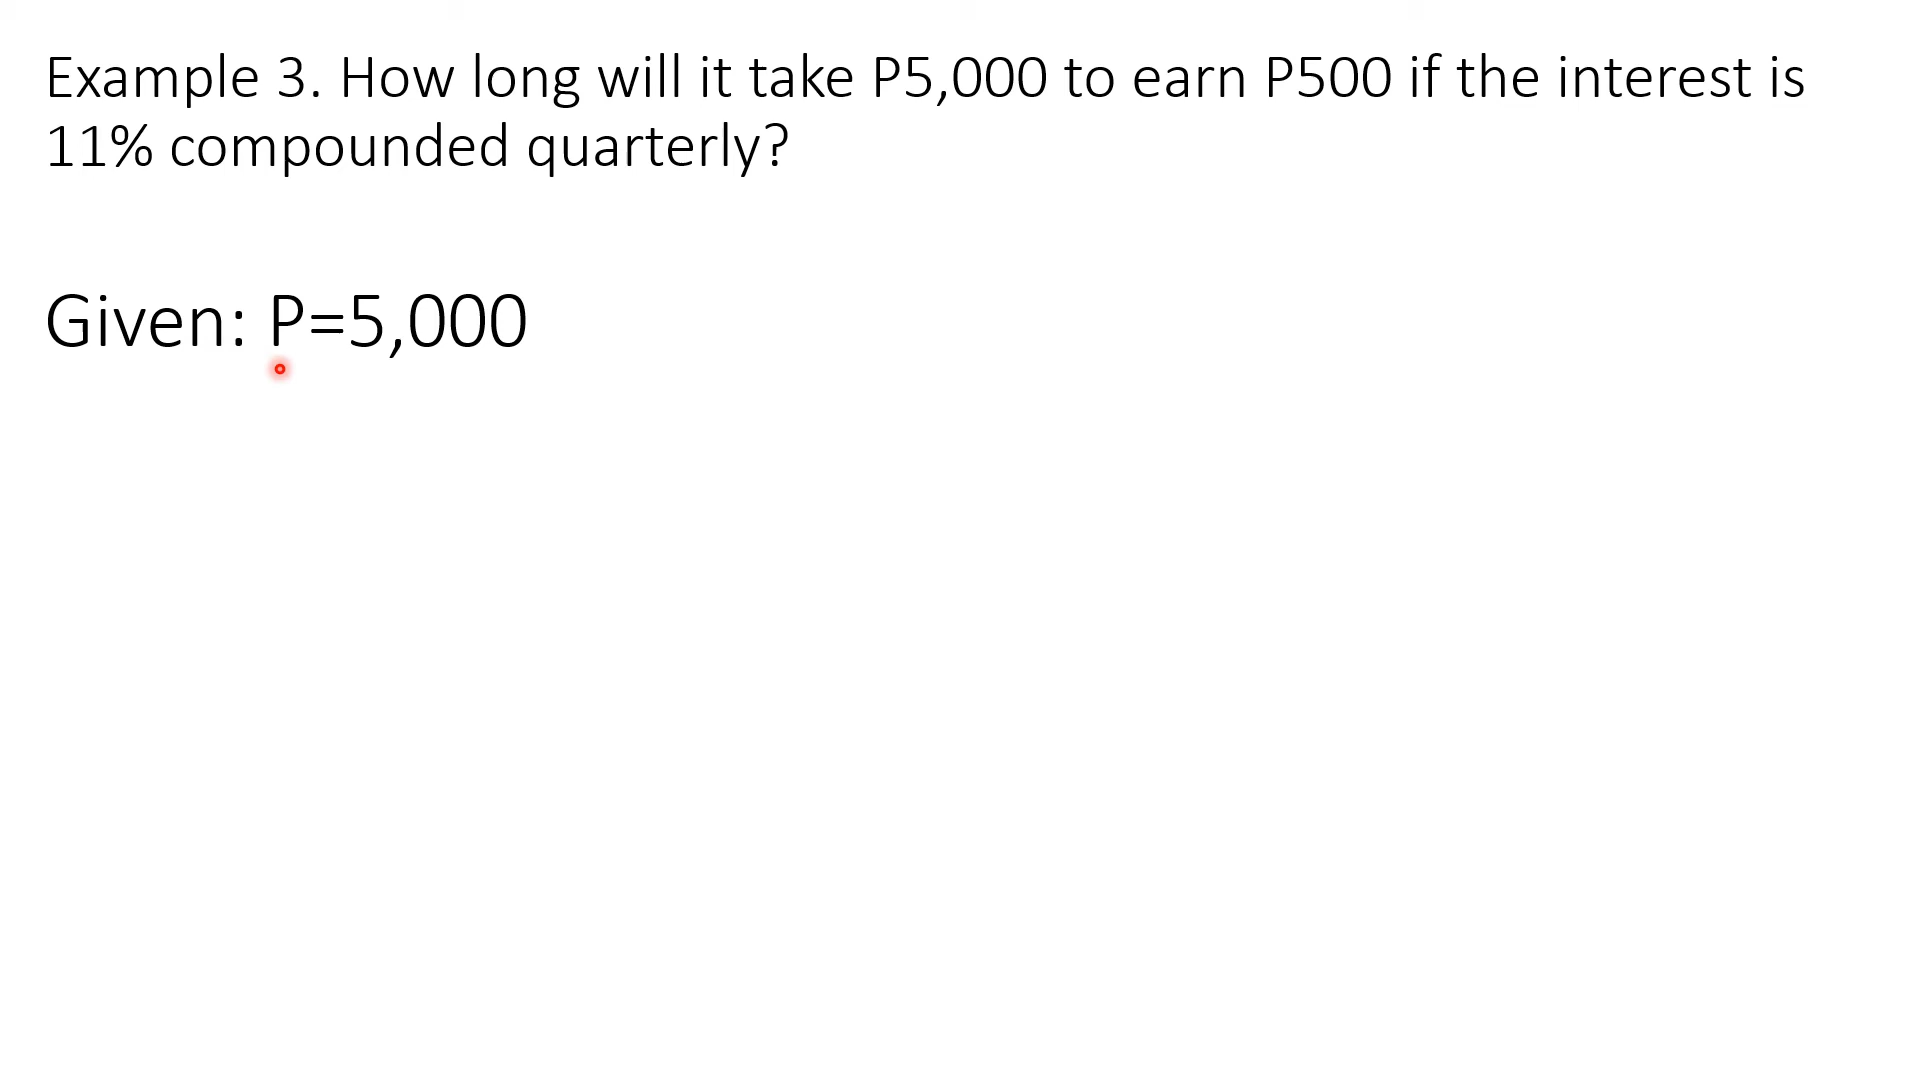 Example 3. How long will it take P5,000 to earn P500 if the interest is
11% compounded quarterly?
Given: P=5,000